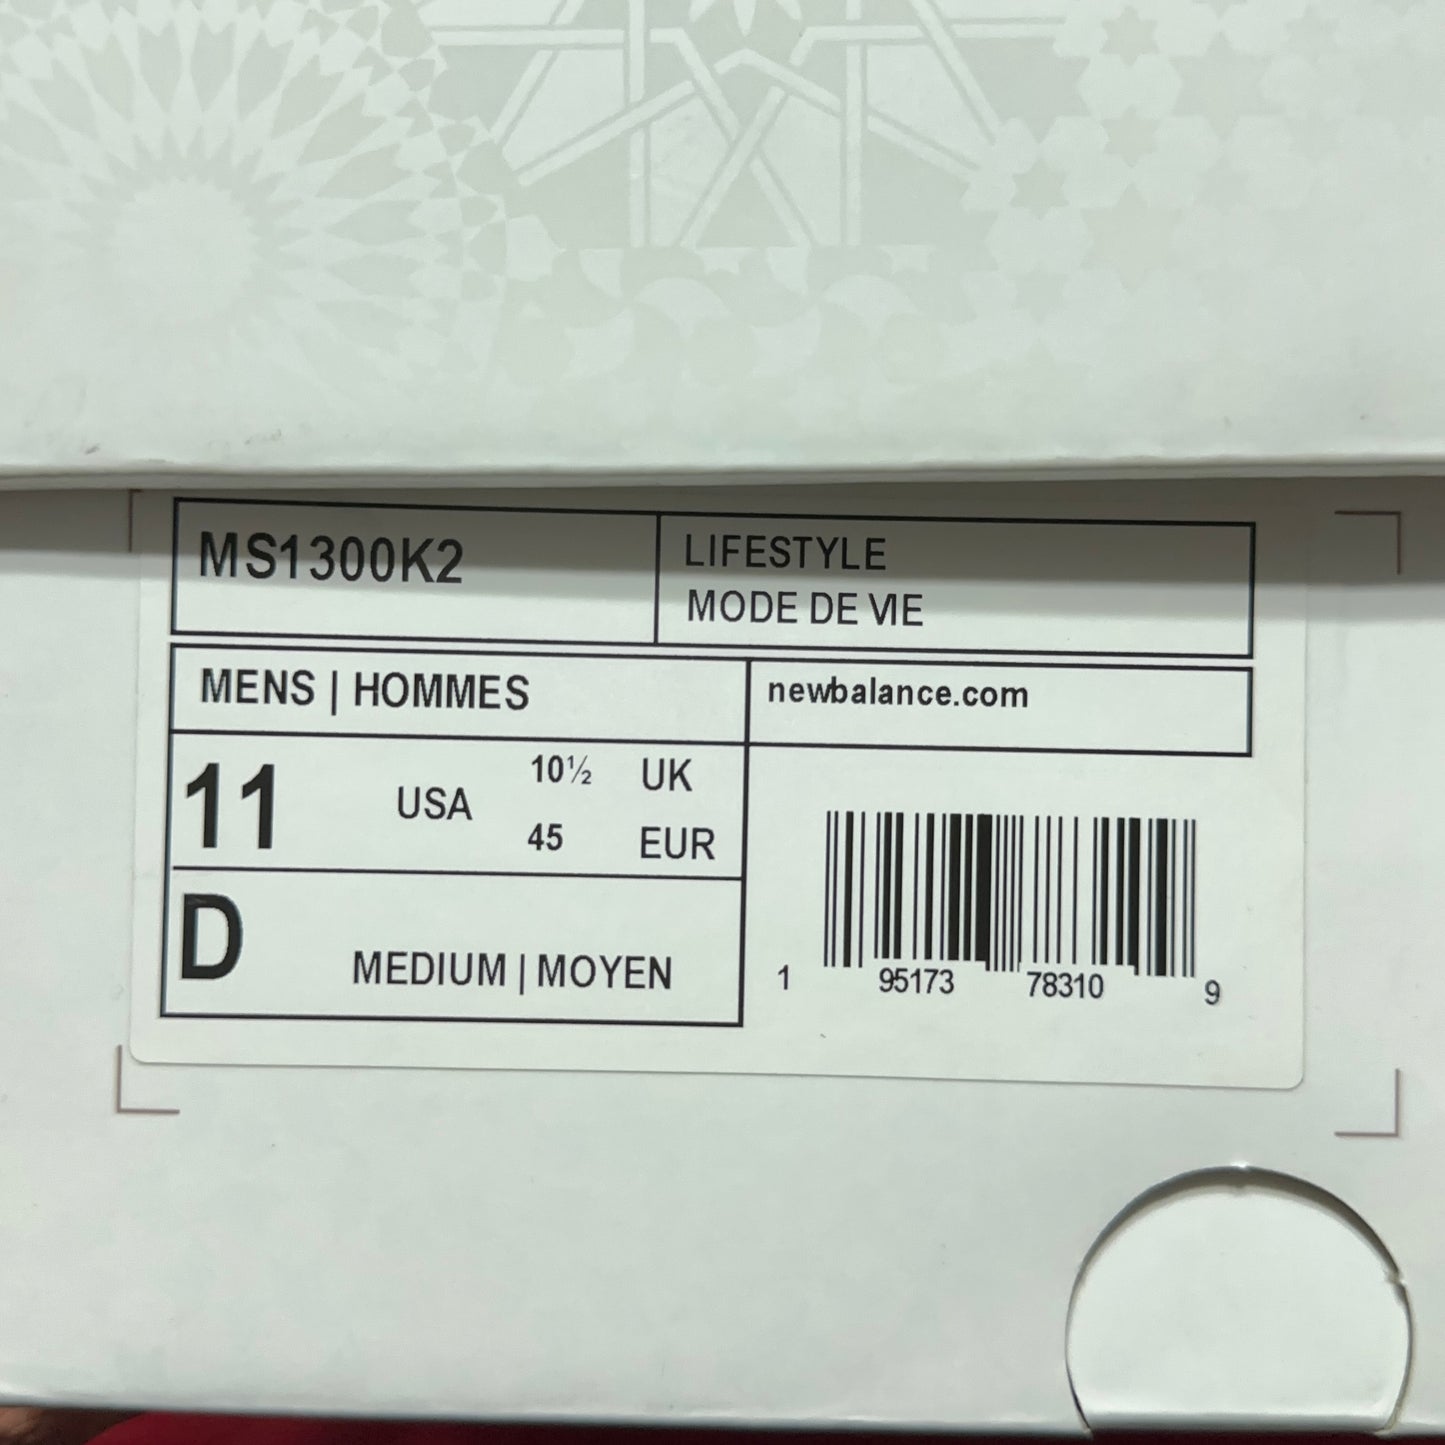 MS1300K2
LIFESTYLE
MODE DE VIE
MENS | HOMMES
newbalance.com
11 USA
10½ UK
45 EUR
D
MEDIUM | MOYEN
1 95173 78310 9